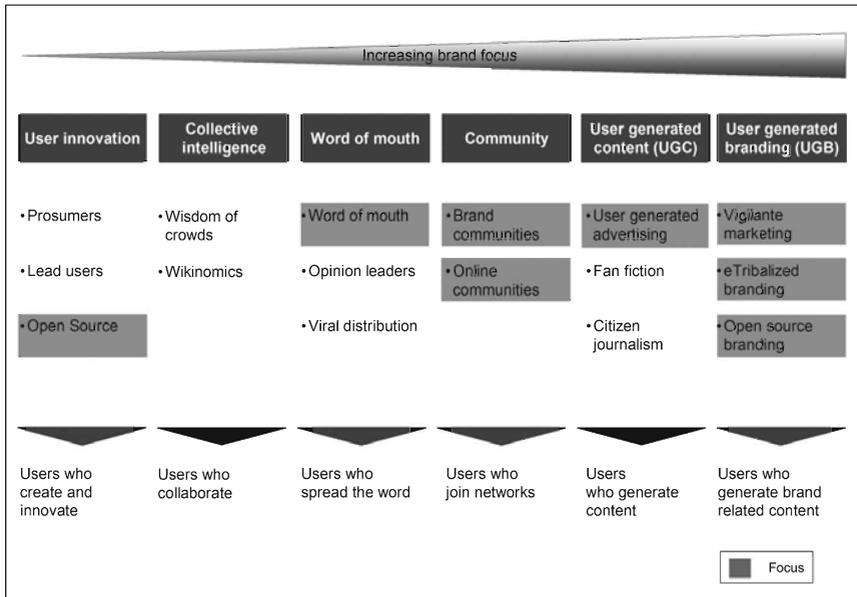 Increasing brand focus
User innovation
Collective
intelligence
Word of mouth
Community
User generated
content (UGC)
User generated
branding (UGB)
• Prosumers
• Lead users
• Open Source
• Wisdom of
crowds
• Wikinomics
• Word of mouth
• Opinion leaders
• Viral distribution
• Brand
communities
• Online
communities
• User generated
advertising
• Fan fiction
• Citizen
journalism
• Vigilante
marketing
• eTribalized
branding
• Open source
branding
Users who
create and
innovate
Users who
collaborate
Users who
spread the word
Users who
join networks
Users
who generate
content
Users who
generate brand
related content
Focus